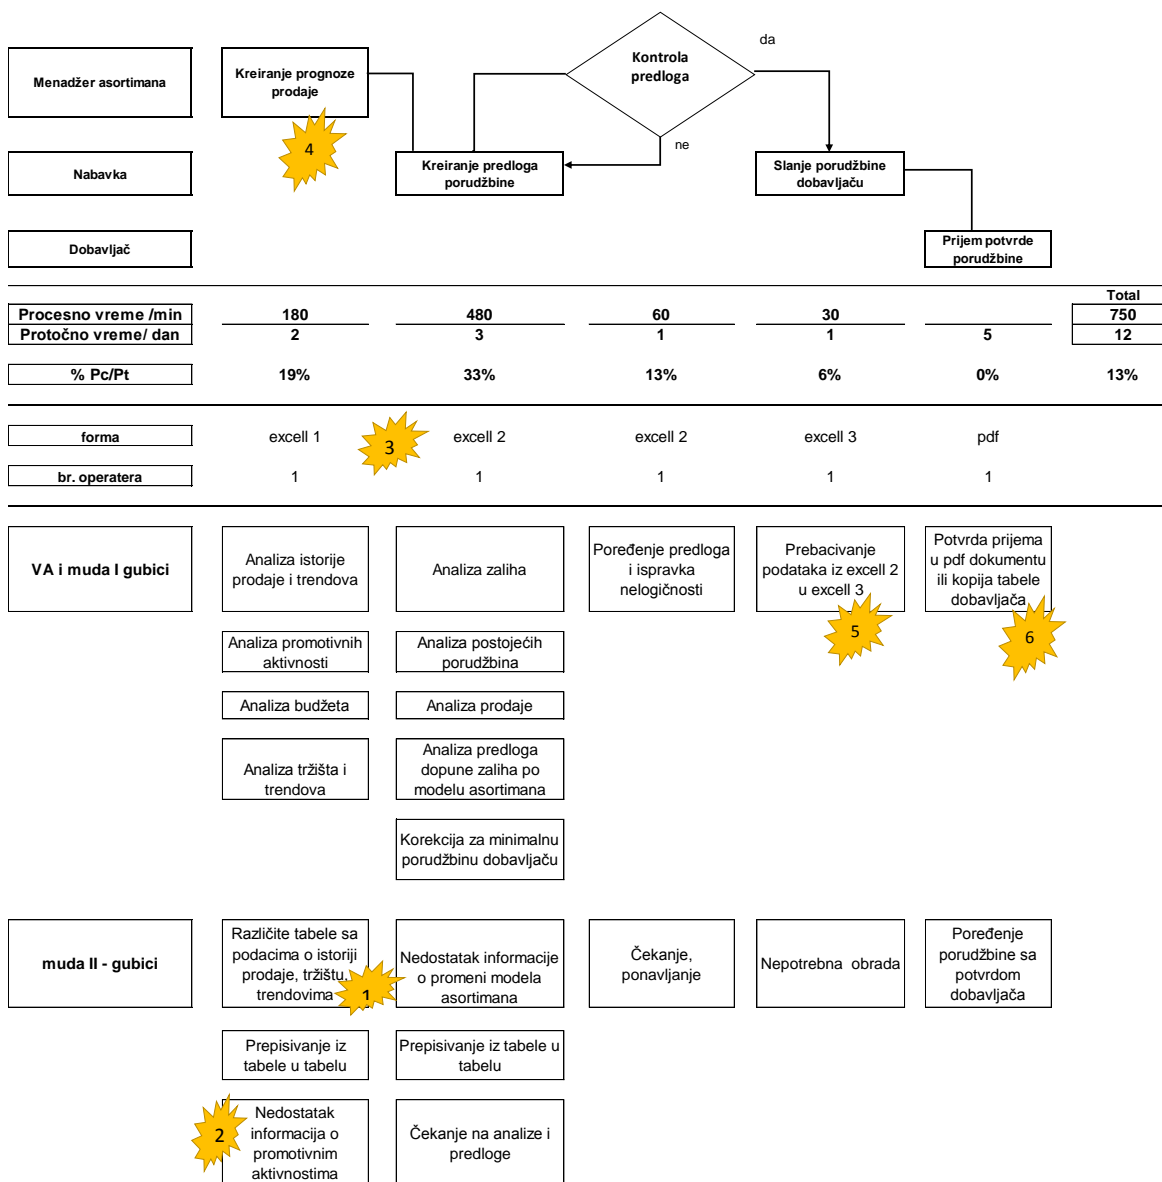 da
Kontrola
predloga
Menadžer asortimana
Kreiranje prognoze
prodaje
4
ne
Nabavka
Kreiranje predloga
porudžbine
Slanje porudžbine
dobavljaču
Dobavljač
Prijem potvrde
porudžbine
Total
Procesno vreme /min 180 480 60 30 750
Protočno vreme/ dan 2 3 1 1 5 12
% Pc/Pt 19% 33% 13% 6% 0% 13%
forma excell 1 3 excell 2 excell 2 excell 3 pdf
br. operatera 1 1 1 1 1
VA i muda I gubici
Analiza istorije
prodaje i trendova
Analiza zaliha
Poređenje predloga
i ispravka
nelogičnosti
Prebacivanje
podataka iz excell 2
u excell 3
5
Potvrda prijema
u pdf dokumentu
ili kopija tabele
dobavljača
6
Analiza promotivnih
aktivnosti
Analiza postojećih
porudžbina
Analiza budžeta
Analiza prodaje
Analiza tržišta i
trendova
Analiza predloga
dopune zaliha po
modelu asortimana
Korekcija za minimalnu
porudžbinu dobavljaču
muda II - gubici
Različite tabele sa
podacima o istoriji
prodaje, tržištu,
trendovima
1
Nedostatak informacije
o promeni modela
asortimana
Čekanje,
ponavljanje
Nepotrebna obrada
Poređenje
porudžbine sa
potvrdom
dobavljača
Prepisivanje iz
tabele u tabelu
Prepisivanje iz tabele u
tabelu
2
Nedostatak
informacija o
promotivnim
aktivnostima
Čekanje na analize i
predloge